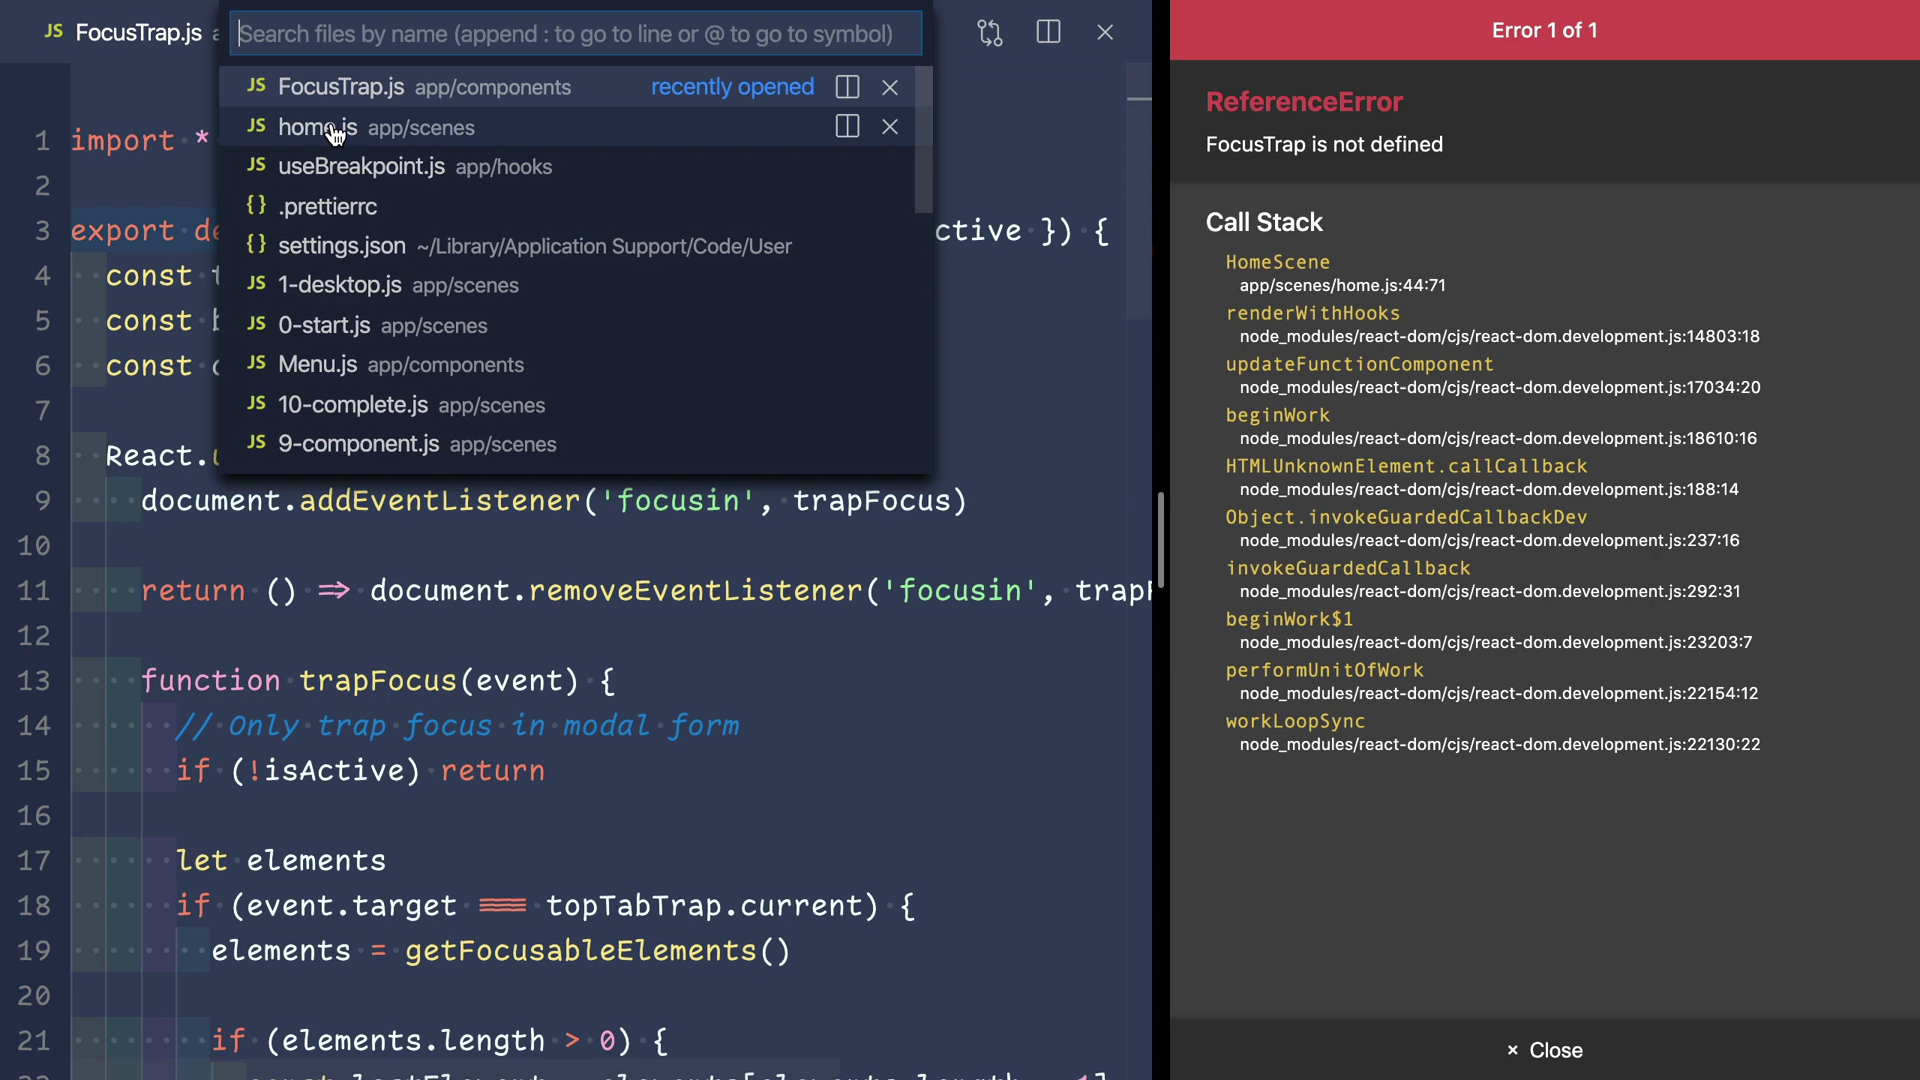 JS FocusTrap.js
Search files by name (append : to go to line or @ to go to symbol)
JS FocusTrap.js app/components recently opened
JS home.js app/scenes
JS useBreakpoint.js app/hooks
{} .prettierrc
{} settings.json ~/Library/Application Support/Code/User
JS 1-desktop.js app/scenes
JS 0-start.js app/scenes
JS Menu.js app/components
JS 10-complete.js app/scenes
JS 9-component.js app/scenes
1 import *
2
3 export de ctive }) {
4 const
5 const
6 const
7
8 React.
9 document.addEventListener('focusin', trapFocus)
10
11 return () => document.removeEventListener('focusin', trapF
12
13 function trapFocus(event) {
14 // Only trap focus in modal form
15 if (!isActive) return
16
17 let elements
18 if (event.target === topTabTrap.current) {
19 elements = getFocusableElements()
20
21 if (elements.length > 0) {
Error 1 of 1
ReferenceError
FocusTrap is not defined
Call Stack
HomeScene
app/scenes/home.js:44:71
renderWithHooks
node_modules/react-dom/cjs/react-dom.development.js:14803:18
updateFunctionComponent
node_modules/react-dom/cjs/react-dom.development.js:17034:20
beginWork
node_modules/react-dom/cjs/react-dom.development.js:18610:16
HTMLUnknownElement.callCallback
node_modules/react-dom/cjs/react-dom.development.js:188:14
Object.invokeGuardedCallbackDev
node_modules/react-dom/cjs/react-dom.development.js:237:16
invokeGuardedCallback
node_modules/react-dom/cjs/react-dom.development.js:292:31
beginWork$1
node_modules/react-dom/cjs/react-dom.development.js:23203:7
performUnitOfWork
node_modules/react-dom/cjs/react-dom.development.js:22154:12
workLoopSync
node_modules/react-dom/cjs/react-dom.development.js:22130:22
× Close